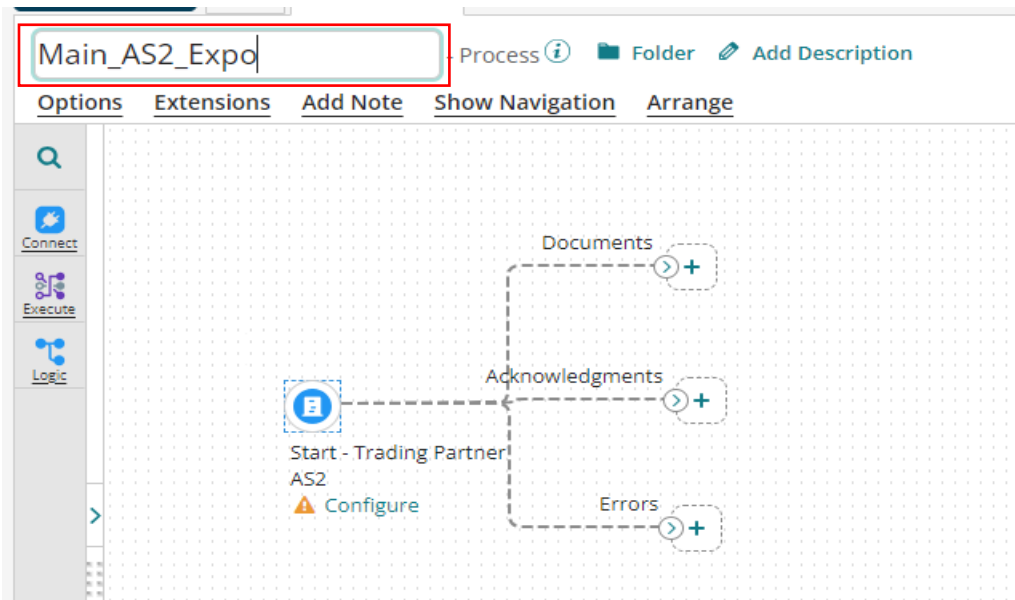 Main_AS2_Expo
- Process i Folder Add Description
Options Extensions Add Note Show Navigation Arrange
Connect
Execute
Logic
Documents
Acknowledgments
Start - Trading Partner
AS2
Configure
Errors